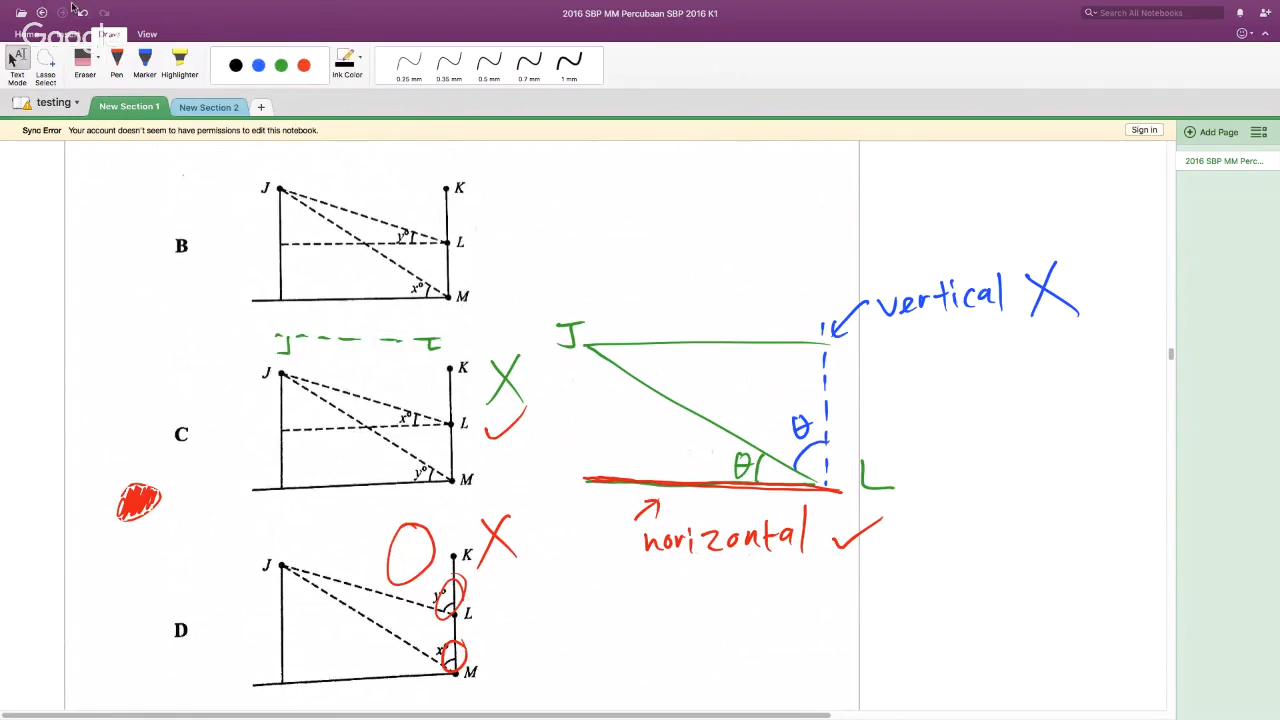 2016 SBP MM Percubaan SBP 2016 K1
Search All Notebooks
Home Insert Draw View
Google
Text Mode
Lasso Select
Eraser
Pen
Marker
Highlighter
Ink Color
0.25 mm
0.35 mm
0.5 mm
0.7 mm
1 mm
testing
New Section 1
New Section 2
+
Add Page
Sync Error Your account doesn't seem to have permissions to edit this notebook.
Sign in
2016 SBP MM Perc...
B
J
K
y°
L
x°
M
C
J
K
x°
L
y°
M
X
D
J
K
y°
L
x°
M
X
J
vertical X
θ
θ
L
horizontal ✓